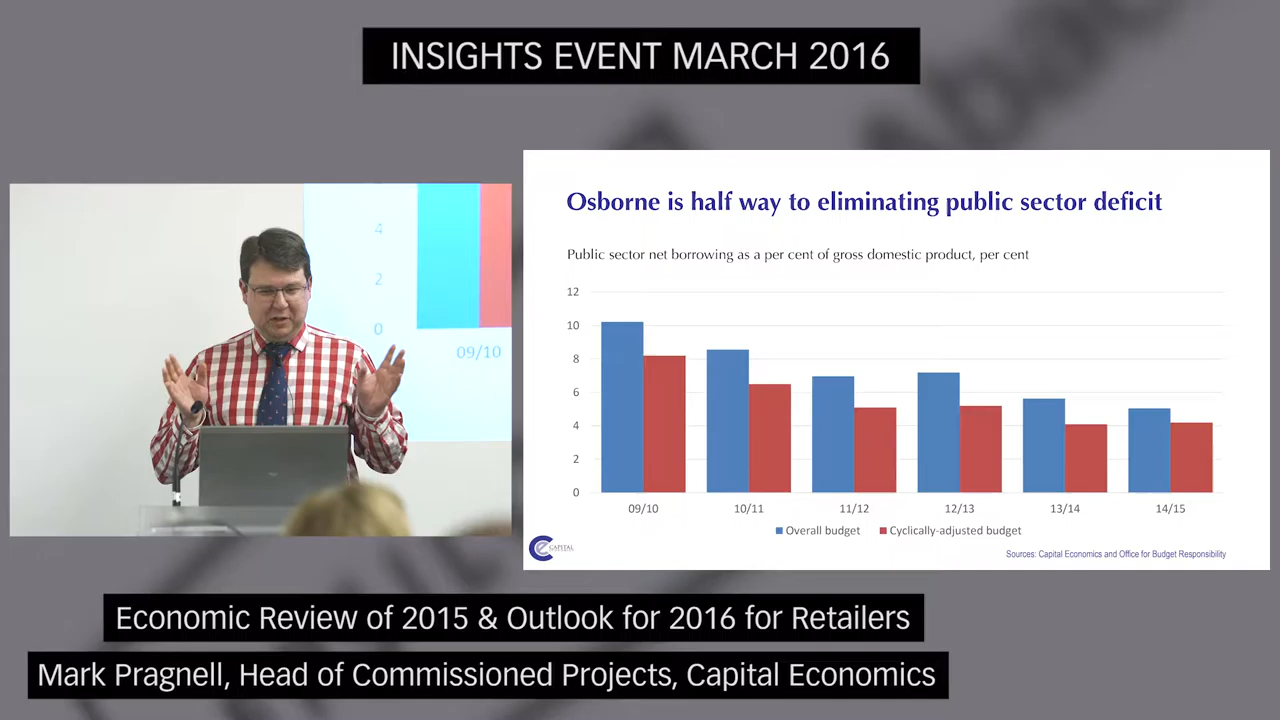 INSIGHTS EVENT MARCH 2016
4
2
0
09/10
Osborne is half way to eliminating public sector deficit
Public sector net borrowing as a per cent of gross domestic product, per cent
12
10
8
6
4
2
0
09/10 10/11 11/12 12/13 13/14 14/15
Overall budget Cyclically-adjusted budget
CAPITAL
Sources: Capital Economics and Office for Budget Responsibility
Economic Review of 2015 & Outlook for 2016 for Retailers
Mark Pragnell, Head of Commissioned Projects, Capital Economics